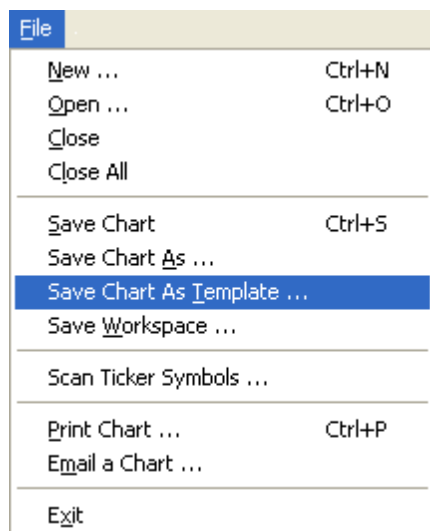 File
New ... Ctrl+N
Open ... Ctrl+O
Close
Close All
Save Chart Ctrl+S
Save Chart As ...
Save Chart As Template ...
Save Workspace ...
Scan Ticker Symbols ...
Print Chart ... Ctrl+P
Email a Chart ...
Exit